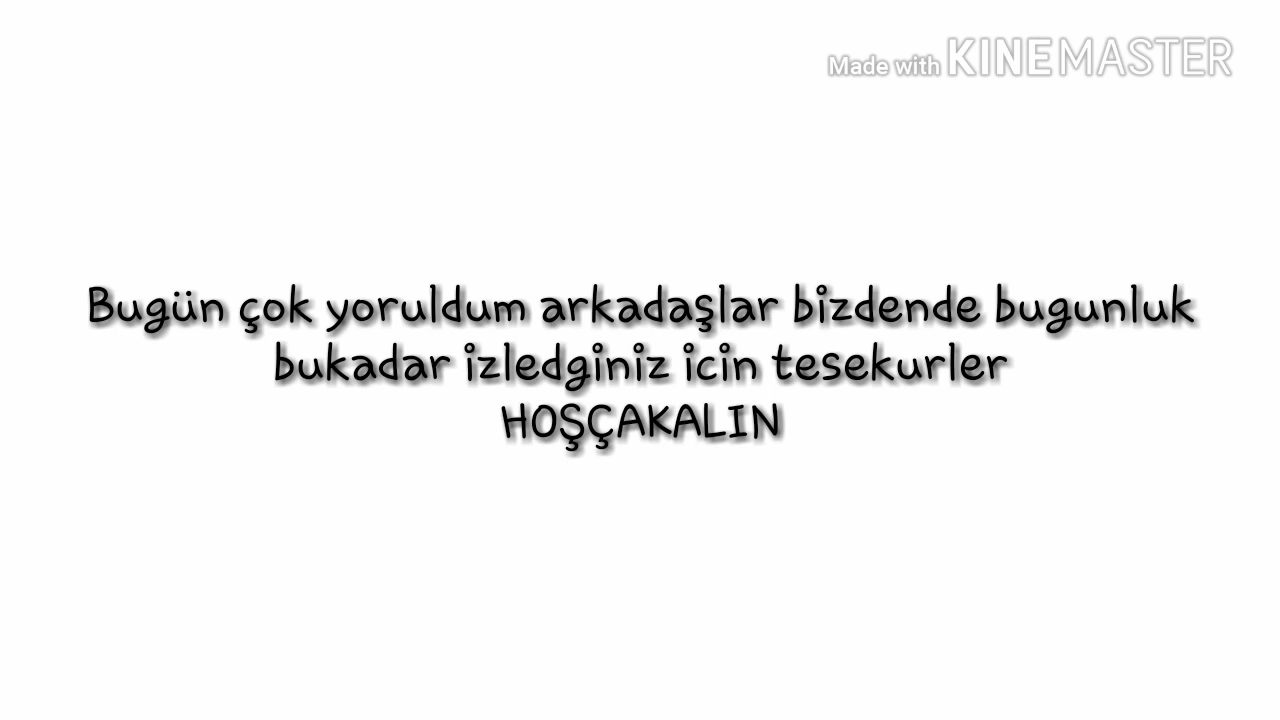 Made with KINEMASTER
Bugün çok yoruldum arkadaşlar bizdende bugunluk
bukadar izledginiz icin tesekurler
HOŞÇAKALIN